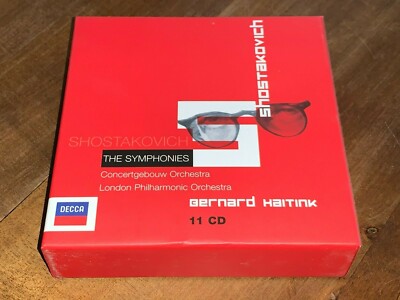 shostakovich
SHOSTAKOVICH
THE SYMPHONIES
Concertgebouw Orchestra
London Philharmonic Orchestra
BERNARD HAITINK
DECCA
11 CD